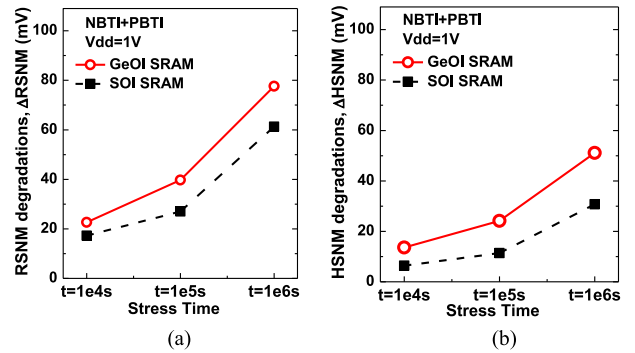 NBTI+PBTI
Vdd=1V
GeOI SRAM
SOI SRAM
RSNM degradations, ΔRSNM (mV)
100
80
60
40
20
0
t=1e4s
t=1e5s
t=1e6s
Stress Time
(a)
NBTI+PBTI
Vdd=1V
GeOI SRAM
SOI SRAM
HSNM degradations, ΔHSNM (mV)
100
80
60
40
20
0
t=1e4s
t=1e5s
t=1e6s
Stress Time
(b)